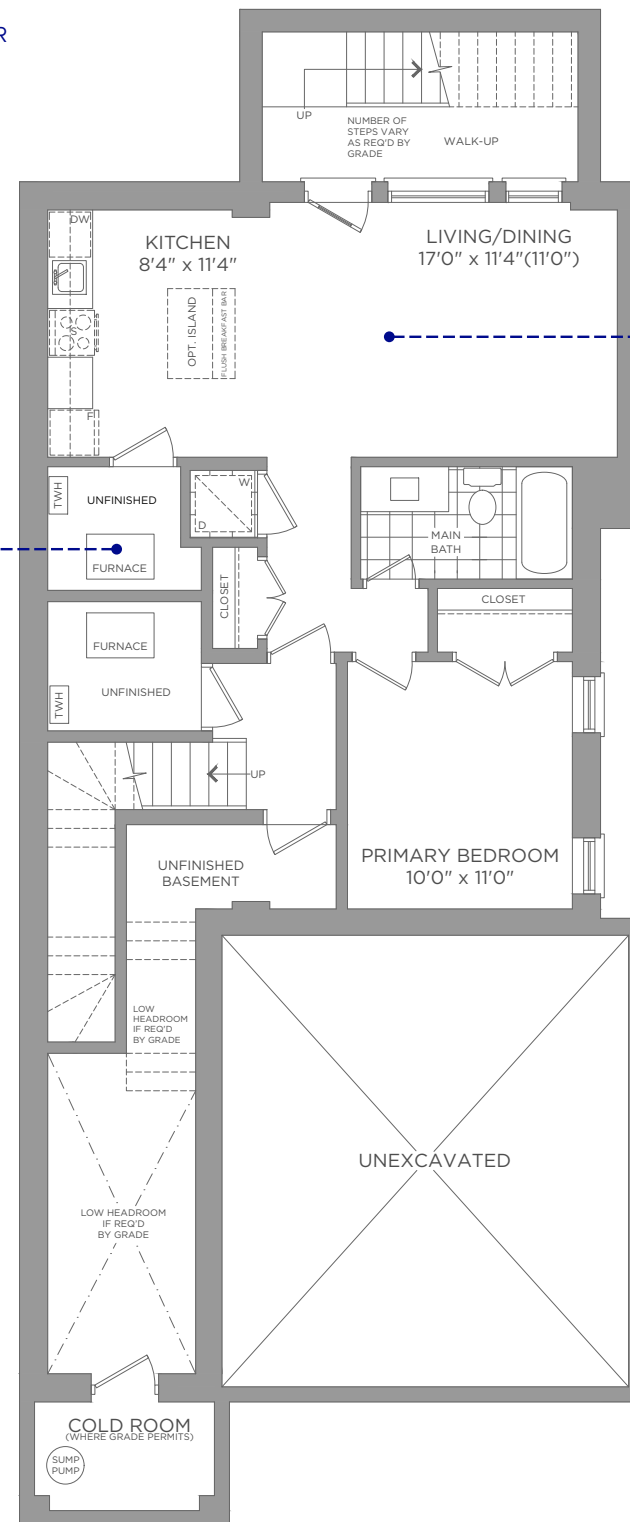 R
UP
NUMBER OF
STEPS VARY
AS REQ'D BY
GRADE
WALK-UP
DW
KITCHEN
8'4" x 11'4"
LIVING/DINING
17'0" x 11'4"(11'0")
OPT. ISLAND
FLUSH BREAKFAST BAR
S
F
TWH
UNFINISHED
FURNACE
W
D
MAIN
BATH
CLOSET
CLOSET
FURNACE
UNFINISHED
TWH
UP
UNFINISHED
BASEMENT
PRIMARY BEDROOM
10'0" x 11'0"
LOW
HEADROOM
IF REQ'D
BY GRADE
UNEXCAVATED
LOW HEADROOM
IF REQ'D
BY GRADE
COLD ROOM
(WHERE GRADE PERMITS)
SUMP
PUMP